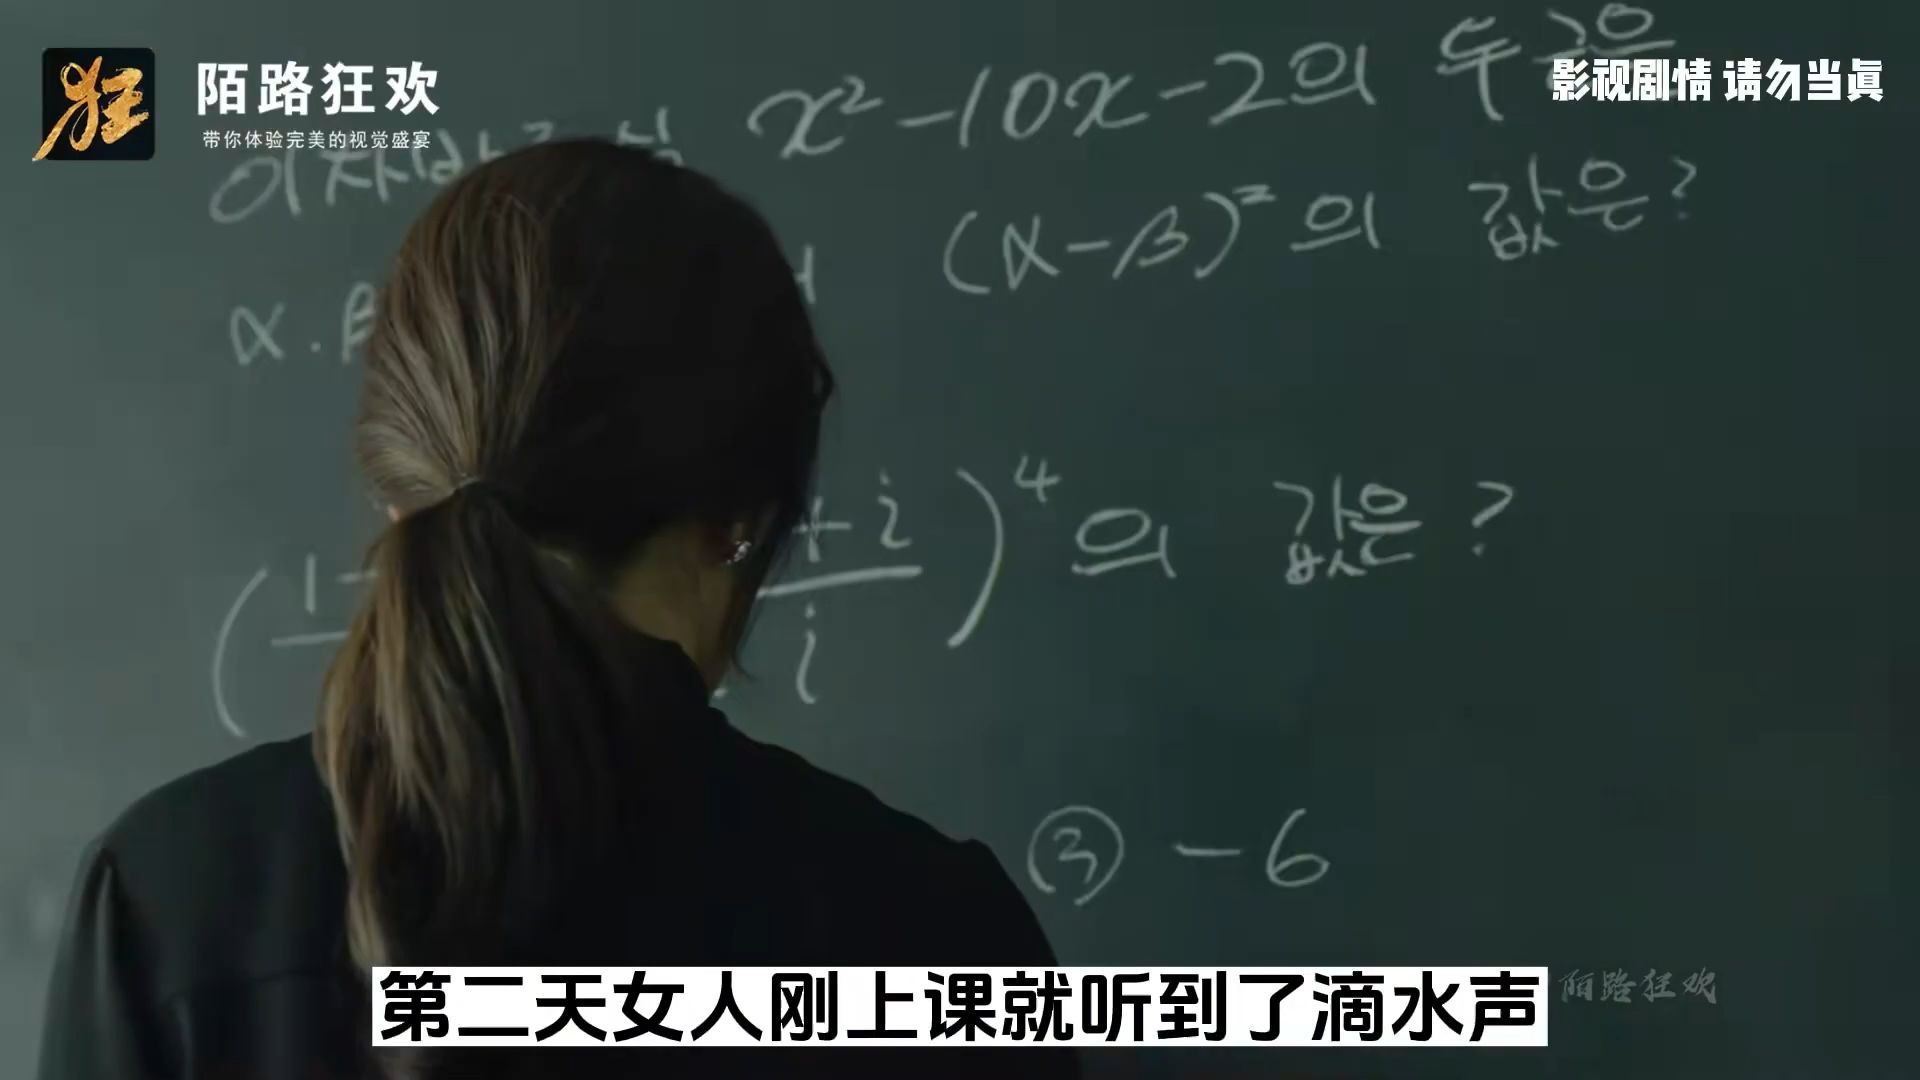 狂
陌路狂欢
带你体验完美的视觉盛宴
影视剧情 请勿当真
x²-10x-2의 두
α.β
(α-β)²의 값은?
+i
i
)⁴의 값은?
③ -6
第二天女人刚上课就听到了滴水声
陌路狂欢